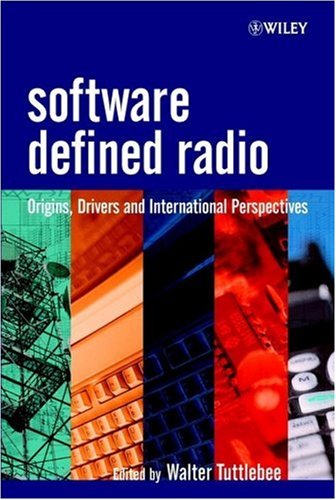 WILEY
software
defined radio
Origins, Drivers and International Perspectives
Edited by Walter Tuttlebee